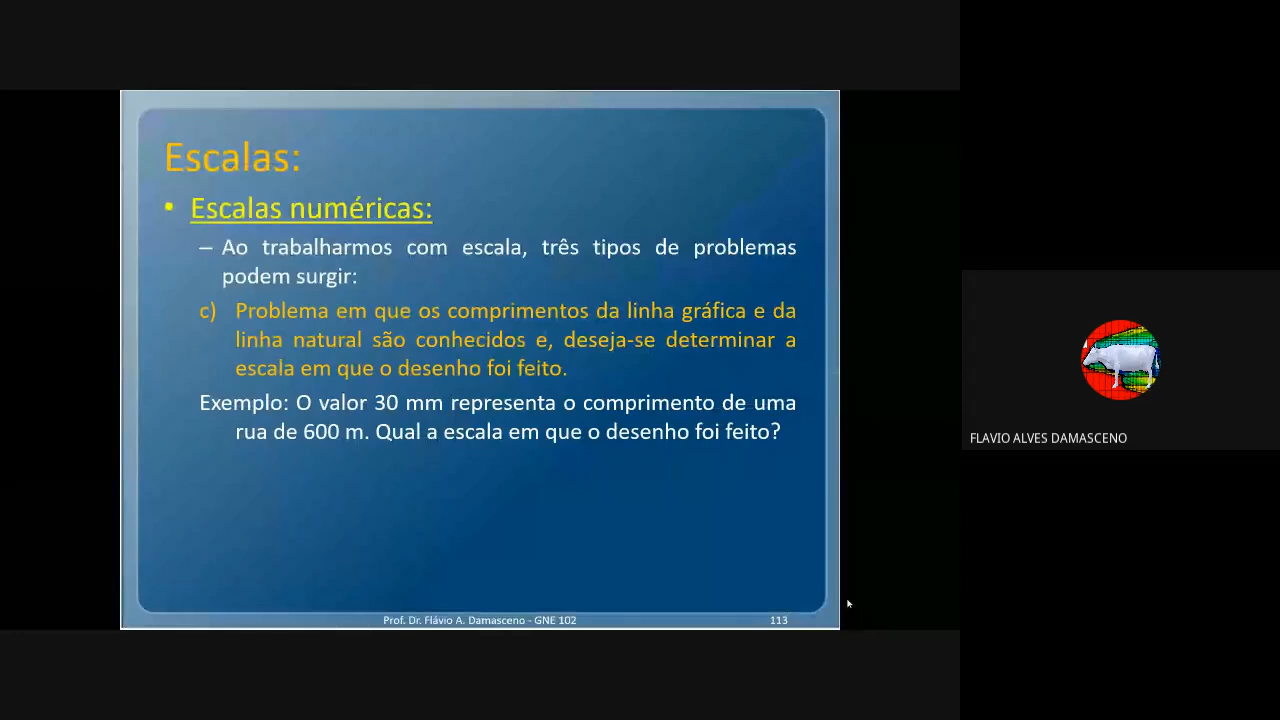 Escalas:
• Escalas numéricas:
– Ao trabalharmos com escala, três tipos de problemas
podem surgir:
c) Problema em que os comprimentos da linha gráfica e da
linha natural são conhecidos e, deseja-se determinar a
escala em que o desenho foi feito.
Exemplo: O valor 30 mm representa o comprimento de uma
rua de 600 m. Qual a escala em que o desenho foi feito?
Prof. Dr. Flávio A. Damasceno - GNE 102
113
FLAVIO ALVES DAMASCENO